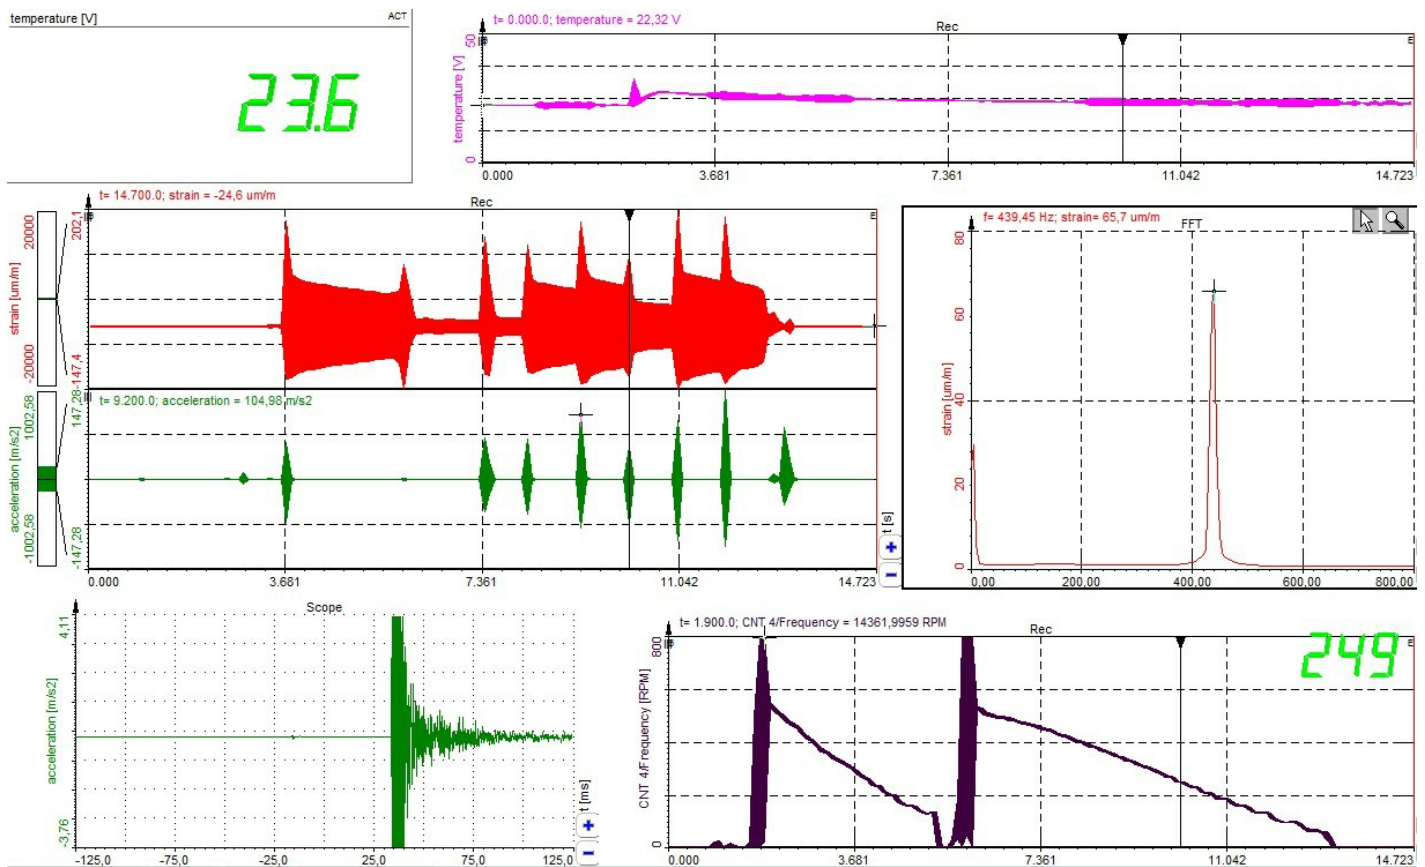 temperature [V]
ACT
23.6
t= 0.000.0; temperature = 22,32 V
Rec
50
temperature [V]
0
E
0.000
3.681
7.361
11.042
14.723
t= 14.700.0; strain = -24,6 um/m
Rec
20000
strain [um/m]
-20000
202,1
-147,4
E
t= 9.200.0; acceleration = 104,98 m/s2
1002,58
acceleration [m/s2]
-1002,58
147,28
-147,28
t [s]
0.000
3.681
7.361
11.042
14.723
f= 439,45 Hz; strain= 65,7 um/m
FFT
80
60
strain [um/m]
40
20
0
0,00
200,00
400,00
600,00
800,00
Scope
4,11
acceleration [m/s2]
-3,76
t [ms]
-125,0
-75,0
-25,0
25,0
75,0
125,0
t= 1.900.0; CNT 4/Frequency = 14361,9959 RPM
Rec
E
249
800
CNT 4/Frequency [RPM]
0
0.000
3.681
7.361
11.042
14.723